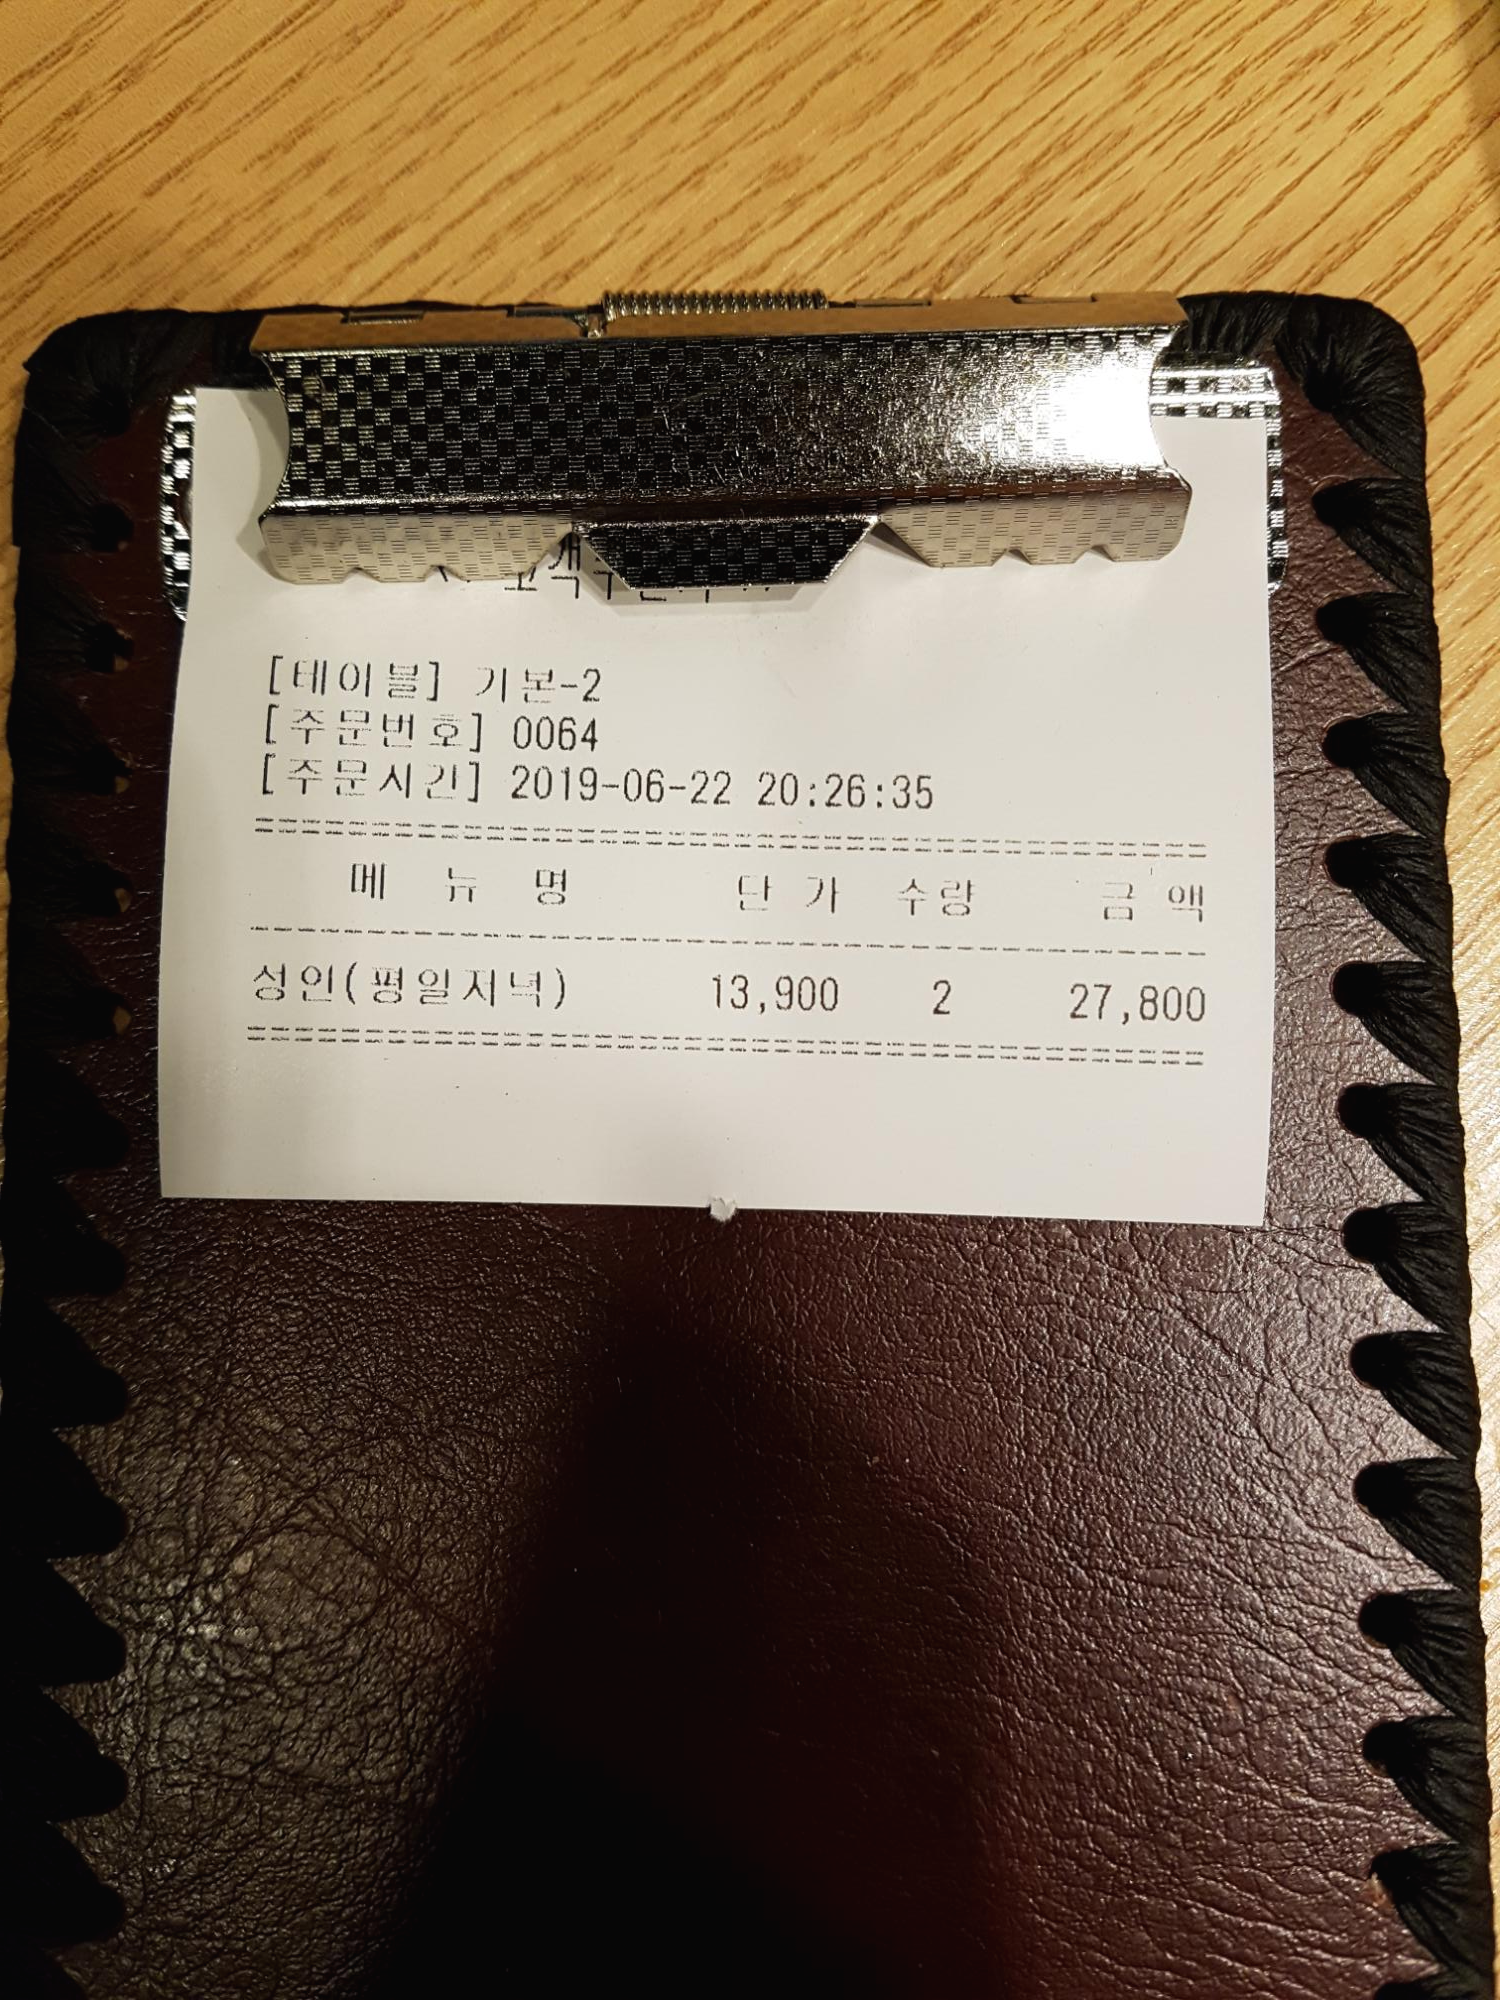 [테이블] 기본-2
[주문번호] 0064
[주문시간] 2019-06-22 20:26:35
메 뉴 명 단 가 수량 금 액
성인(평일저녁) 13,900 2 27,800